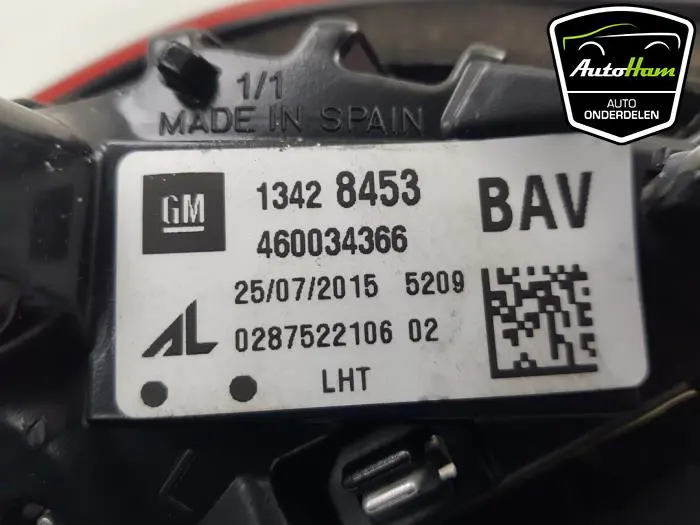 AutoHam
AUTO
ONDERDELEN
1/1
MADE IN SPAIN
GM
1342 8453
BAV
460034366
25/07/2015 5209
AL
0287522106 02
LHT